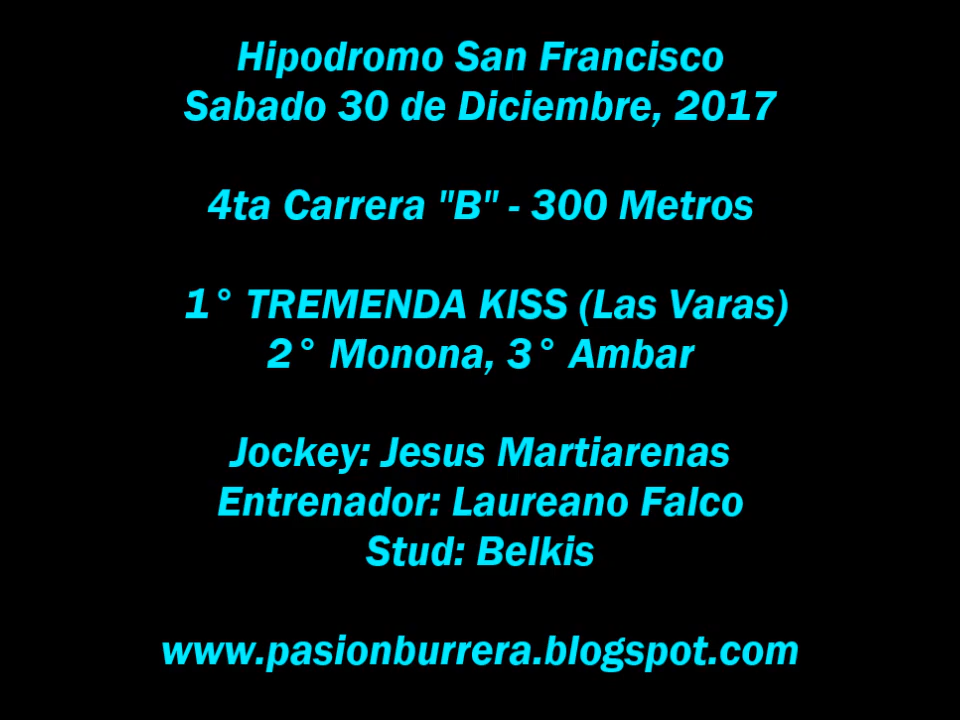 Hipodromo San Francisco
Sabado 30 de Diciembre, 2017
4ta Carrera "B" - 300 Metros
1° TREMENDA KISS (Las Varas)
2° Monona, 3° Ambar
Jockey: Jesus Martiarenas
Entrenador: Laureano Falco
Stud: Belkis
www.pasionburrera.blogspot.com